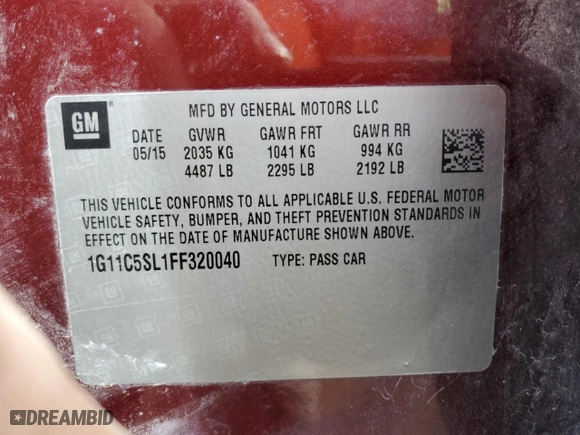 GM
MFD BY GENERAL MOTORS LLC
DATE GVWR GAWR FRT GAWR RR
05/15 2035 KG 1041 KG 994 KG
4487 LB 2295 LB 2192 LB
THIS VEHICLE CONFORMS TO ALL APPLICABLE U.S. FEDERAL MOTOR
VEHICLE SAFETY, BUMPER, AND THEFT PREVENTION STANDARDS IN
EFFECT ON THE DATE OF MANUFACTURE SHOWN ABOVE.
1G11C5SL1FF320040 TYPE: PASS CAR
DREAMBID